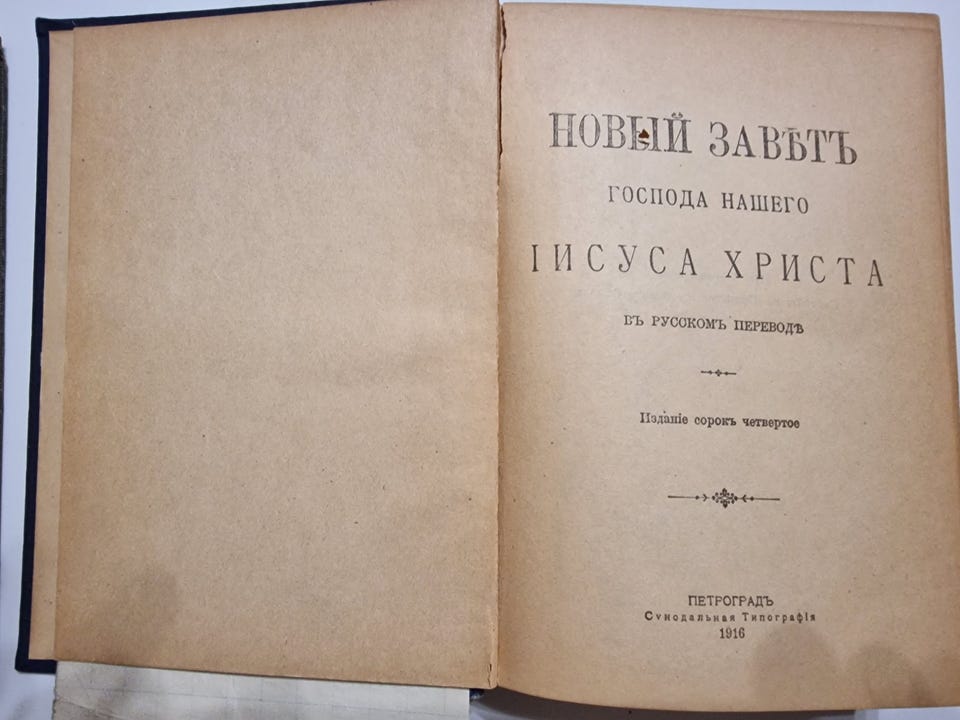 НОВЫЙ ЗАВѢТЪ
ГОСПОДА НАШЕГО
ІИСУСА ХРИСТА
ВЪ РУССКОМЪ ПЕРЕВОДѢ
Изданіе сорокъ четвертое
ПЕТРОГРАДЪ
Сѵнодальная Типографія
1916